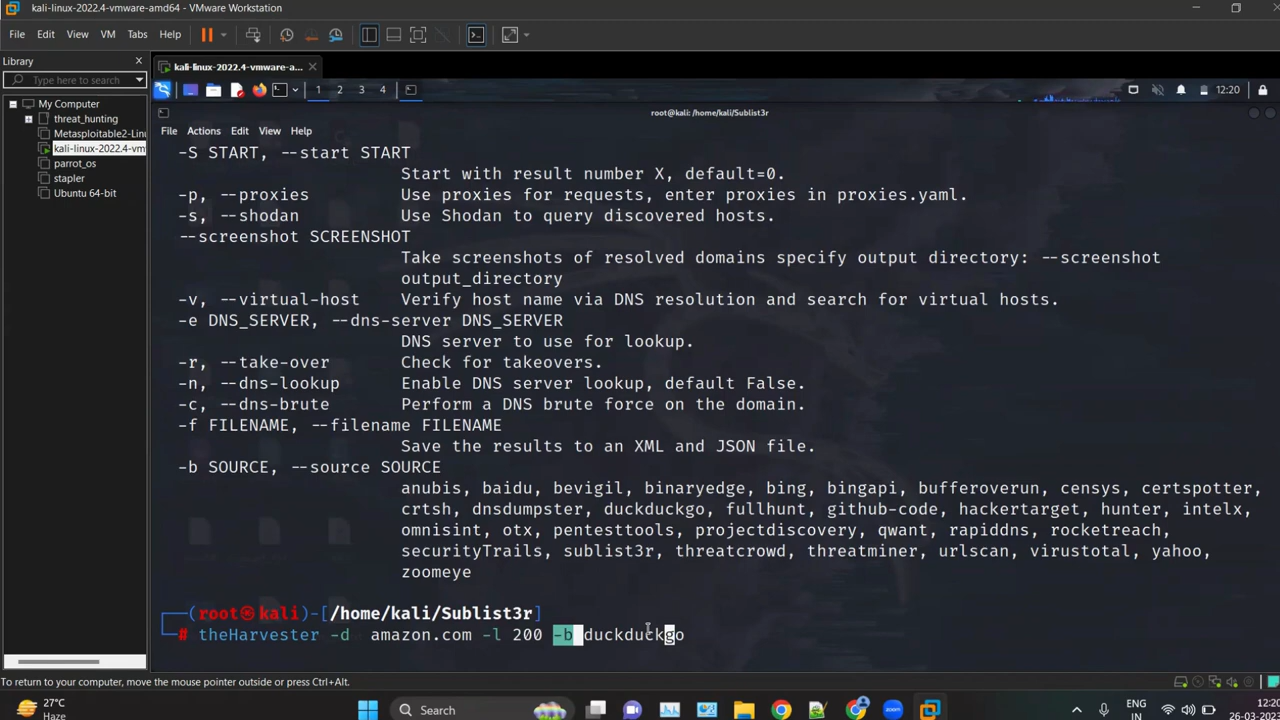 kali-linux-2022.4-vmware-amd64 - VMware Workstation
File Edit View VM Tabs Help
Library
Type here to search
My Computer
threat_hunting
Metasploitable2-Linu
kali-linux-2022.4-vm
parrot_os
stapler
Ubuntu 64-bit
kali-linux-2022.4-vmware-a...
1 2 3 4 12:20
root@kali: /home/kali/Sublist3r
File Actions Edit View Help
-S START, --start START
Start with result number X, default=0.
-p, --proxies Use proxies for requests, enter proxies in proxies.yaml.
-s, --shodan Use Shodan to query discovered hosts.
--screenshot SCREENSHOT
Take screenshots of resolved domains specify output directory: --screenshot
output_directory
-v, --virtual-host Verify host name via DNS resolution and search for virtual hosts.
-e DNS_SERVER, --dns-server DNS_SERVER
DNS server to use for lookup.
-r, --take-over Check for takeovers.
-n, --dns-lookup Enable DNS server lookup, default False.
-c, --dns-brute Perform a DNS brute force on the domain.
-f FILENAME, --filename FILENAME
Save the results to an XML and JSON file.
-b SOURCE, --source SOURCE
anubis, baidu, bevigil, binaryedge, bing, bingapi, bufferoverun, censys, certspotter,
crtsh, dnsdumpster, duckduckgo, fullhunt, github-code, hackertarget, hunter, intelx,
omnisint, otx, pentesttools, projectdiscovery, qwant, rapiddns, rocketreach,
securityTrails, sublist3r, threatcrowd, threatminer, urlscan, virustotal, yahoo,
zoomeye
(root㉿kali)-[/home/kali/Sublist3r]
# theHarvester -d amazon.com -l 200 -b duckduckgo
To return to your computer, move the mouse pointer outside or press Ctrl+Alt.
27°C
Haze
Search
ENG
IN
12:20
26-03-2023